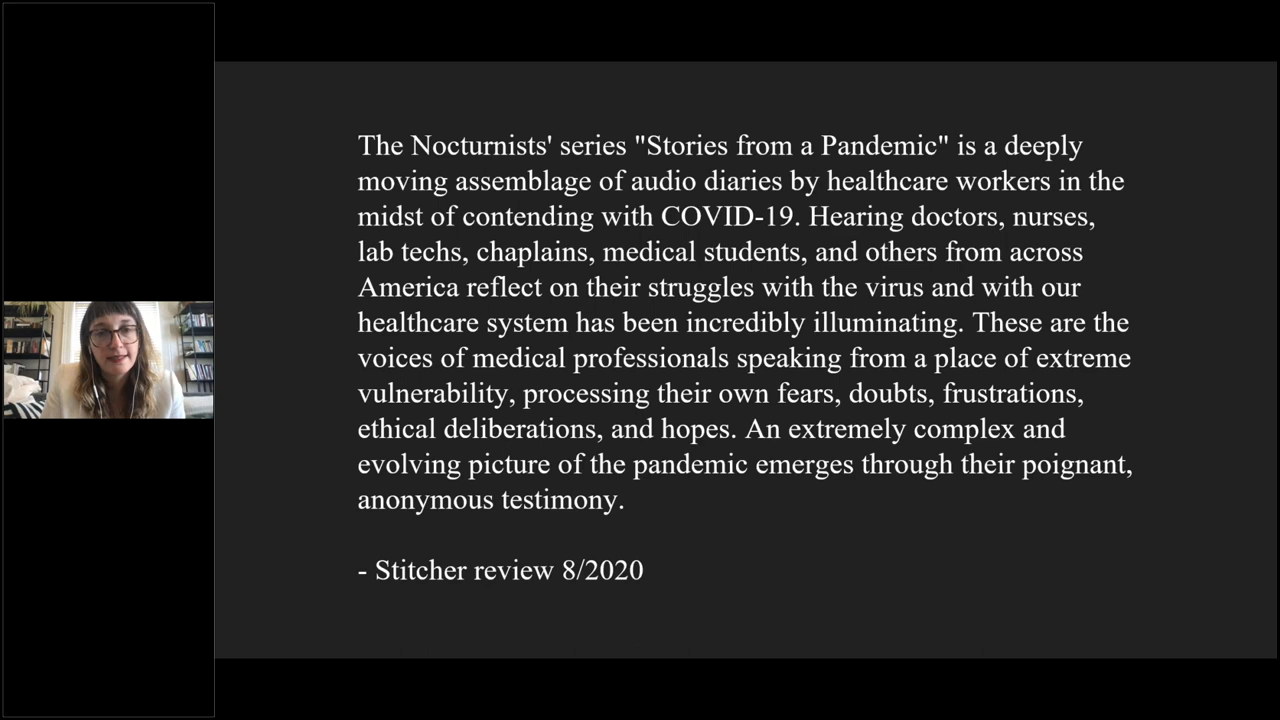 The Nocturnists' series "Stories from a Pandemic" is a deeply
moving assemblage of audio diaries by healthcare workers in the
midst of contending with COVID-19. Hearing doctors, nurses,
lab techs, chaplains, medical students, and others from across
America reflect on their struggles with the virus and with our
healthcare system has been incredibly illuminating. These are the
voices of medical professionals speaking from a place of extreme
vulnerability, processing their own fears, doubts, frustrations,
ethical deliberations, and hopes. An extremely complex and
evolving picture of the pandemic emerges through their poignant,
anonymous testimony.
- Stitcher review 8/2020